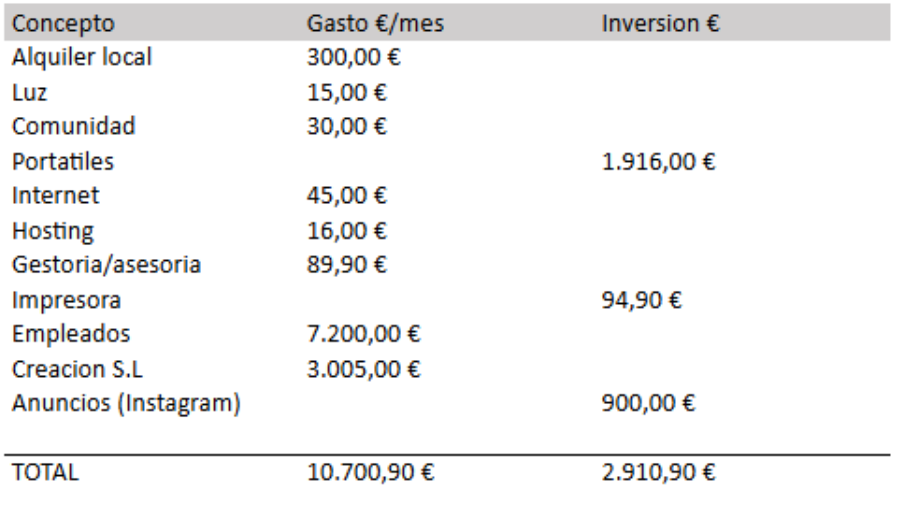 Concepto Gasto €/mes Inversion €
Alquiler local 300,00 €
Luz 15,00 €
Comunidad 30,00 €
Portatiles 1.916,00 €
Internet 45,00 €
Hosting 16,00 €
Gestoria/asesoria 89,90 €
Impresora 94,90 €
Empleados 7.200,00 €
Creacion S.L 3.005,00 €
Anuncios (Instagram) 900,00 €
TOTAL 10.700,90 € 2.910,90 €